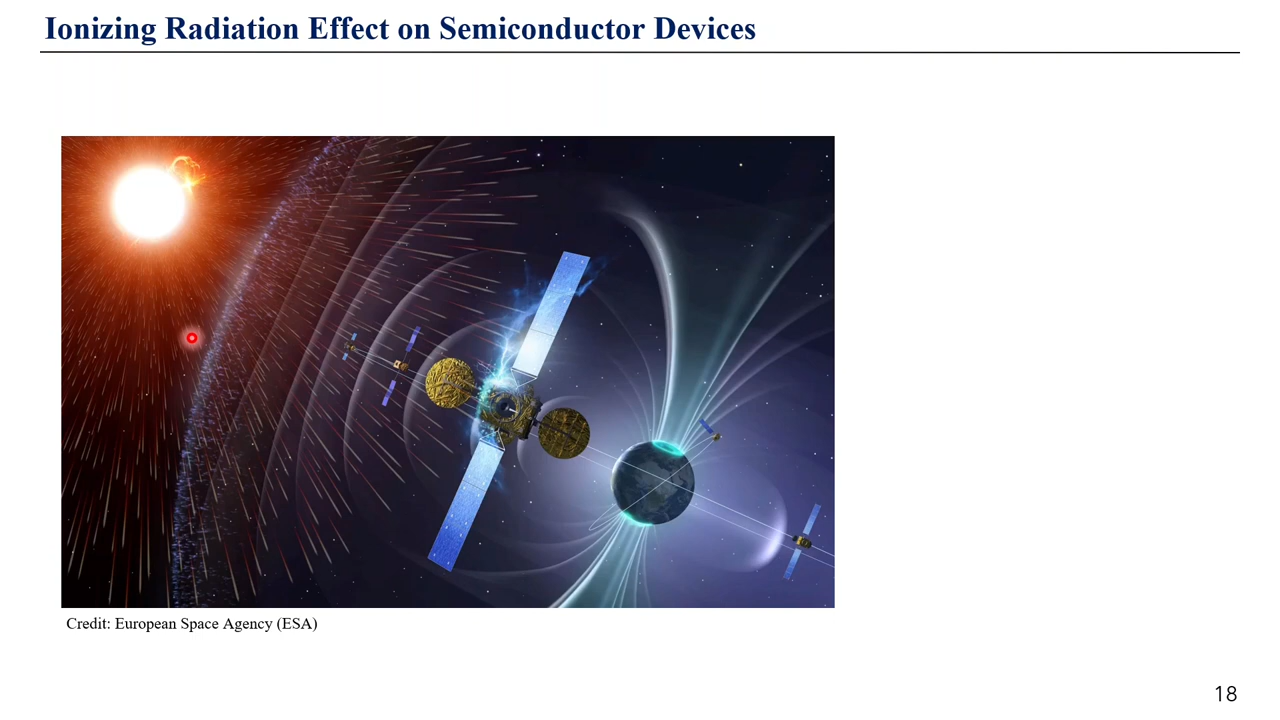 Ionizing Radiation Effect on Semiconductor Devices
Credit: European Space Agency (ESA)
18